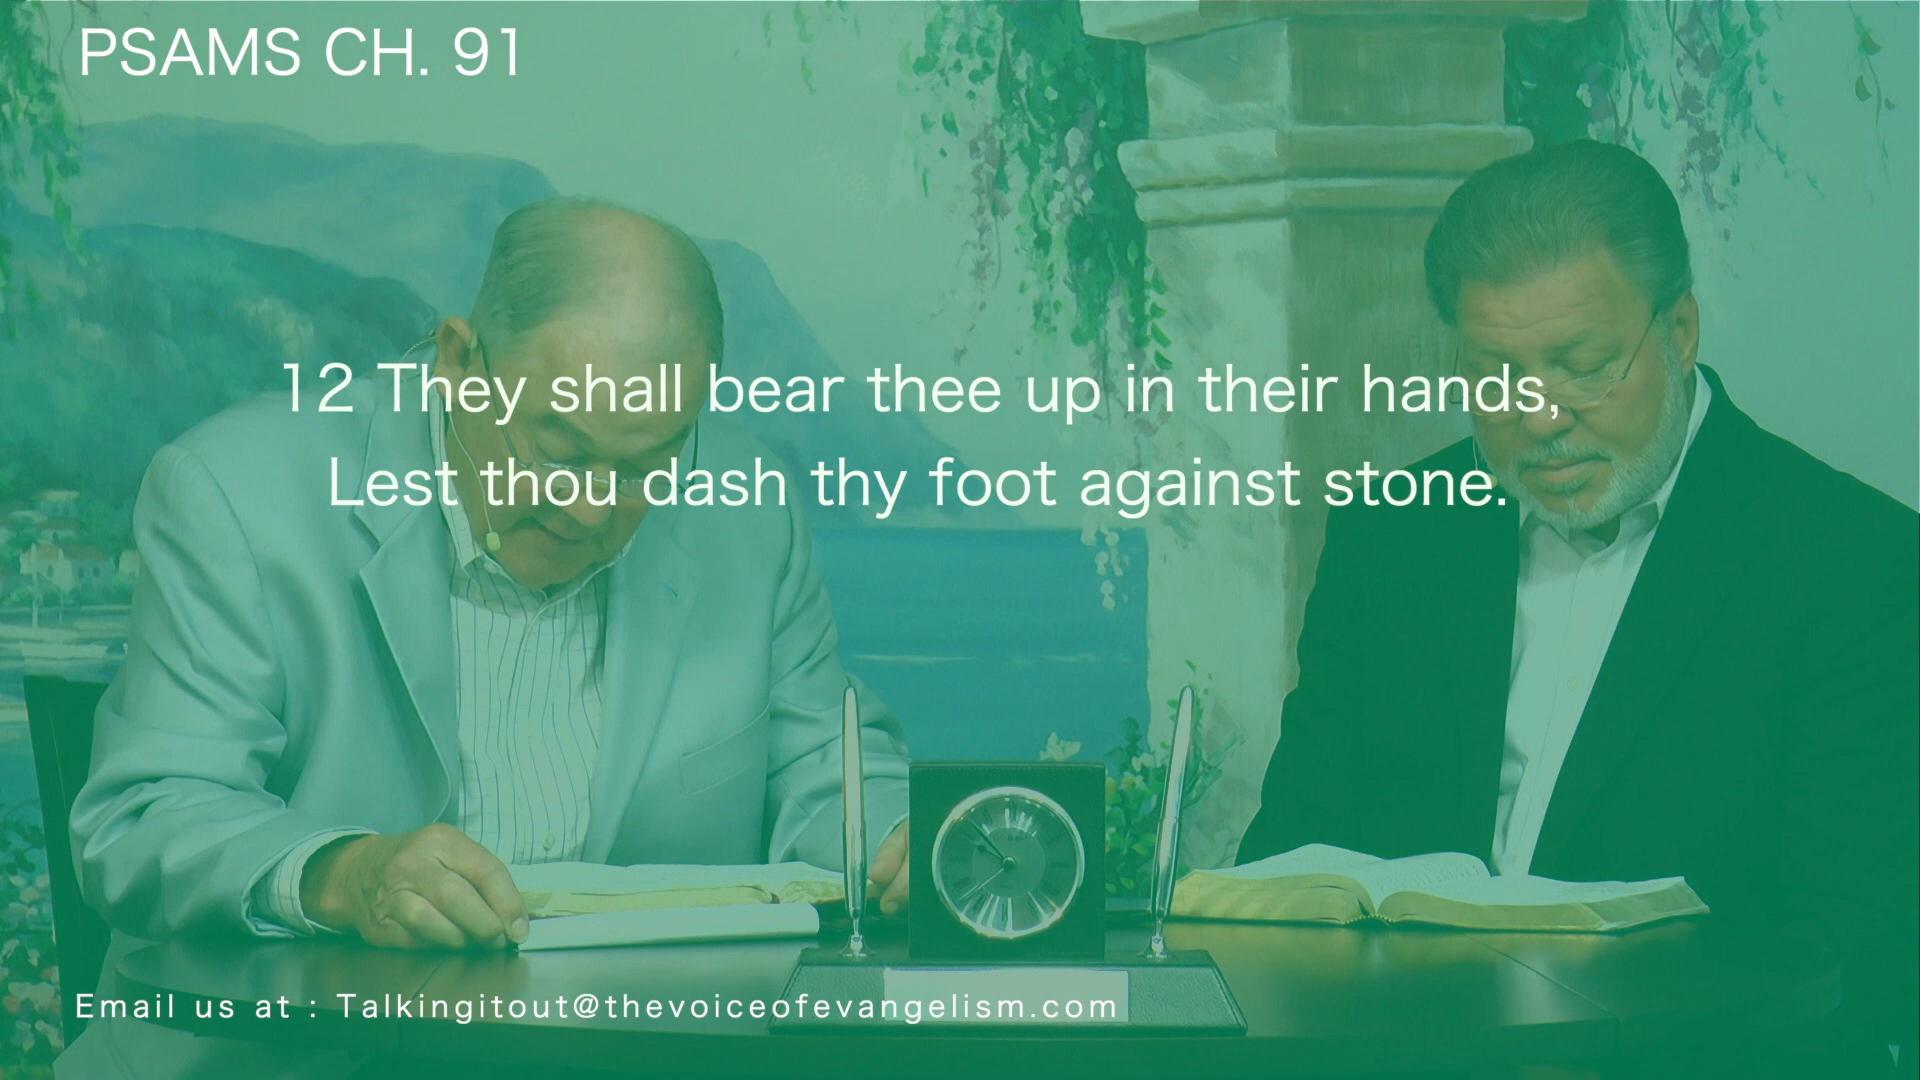 PSAMS CH. 91
12 They shall bear thee up in their hands,
Lest thou dash thy foot against stone.
Email us at : Talkingitout@thevoiceofevangelism.com